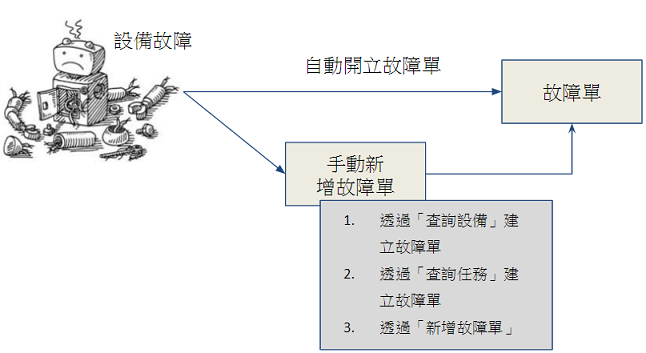 設備故障
自動開立故障單
故障單
手動新
增故障單
1. 透過「查詢設備」建
立故障單
2. 透過「查詢任務」建
立故障單
3. 透過「新增故障單」